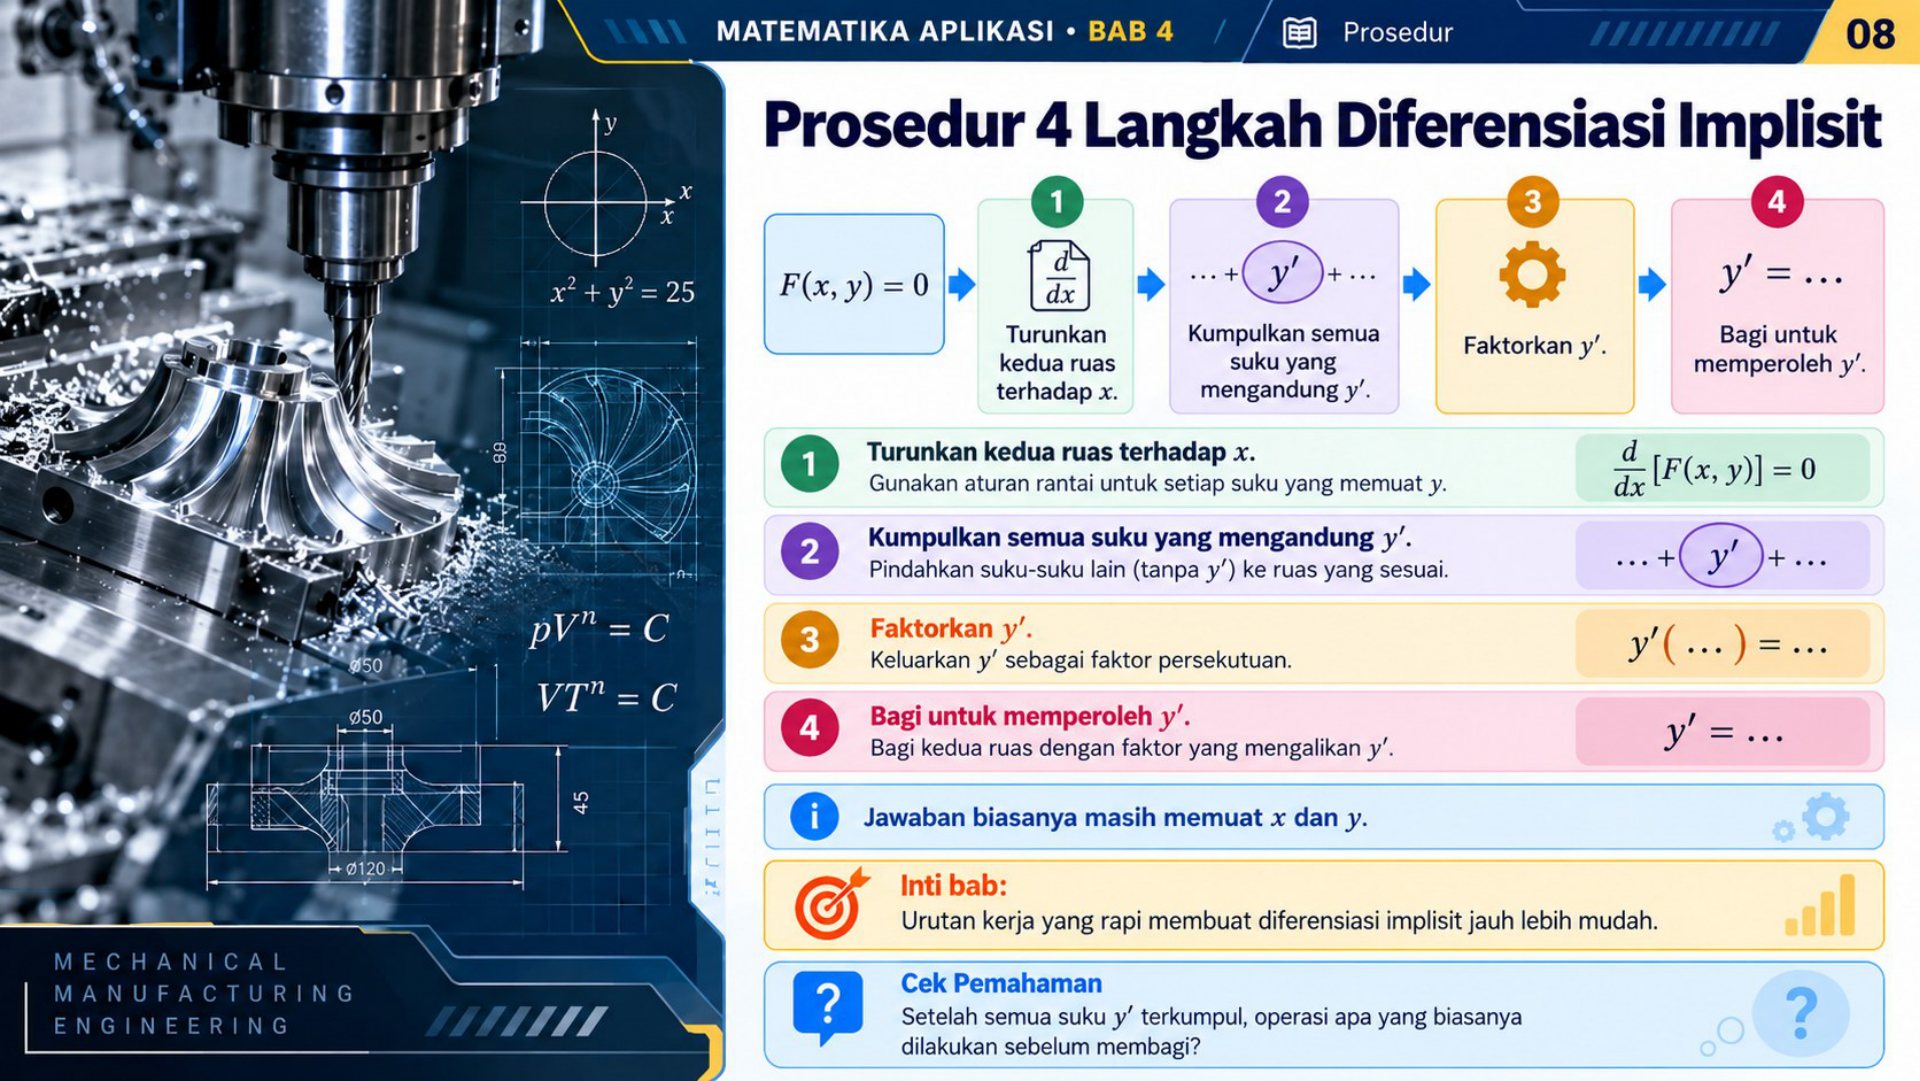 MATEMATIKA APLIKASI • BAB 4 / Prosedur
08
Prosedur 4 Langkah Diferensiasi Implisit
F(x, y) = 0
1
d/dx
Turunkan
kedua ruas
terhadap x.
2
... + y′ + ...
Kumpulkan semua
suku yang
mengandung y′.
3
Faktorkan y′.
4
y′ = ...
Bagi untuk
memperoleh y′.
1
Turunkan kedua ruas terhadap x.
Gunakan aturan rantai untuk setiap suku yang memuat y.
d/dx [F(x, y)] = 0
2
Kumpulkan semua suku yang mengandung y′.
Pindahkan suku-suku lain (tanpa y′) ke ruas yang sesuai.
... + y′ + ...
3
Faktorkan y′.
Keluarkan y′ sebagai faktor persekutuan.
y′( ... ) = ...
4
Bagi untuk memperoleh y′.
Bagi kedua ruas dengan faktor yang mengalikan y′.
y′ = ...
i
Jawaban biasanya masih memuat x dan y.
Inti bab:
Urutan kerja yang rapi membuat diferensiasi implisit jauh lebih mudah.
?
Cek Pemahaman
Setelah semua suku y′ terkumpul, operasi apa yang biasanya
dilakukan sebelum membagi?
?
y
x
x
x² + y² = 25
pVⁿ = C
VTⁿ = C
Ø50
Ø50
45
Ø120
MECHANICAL
MANUFACTURING
ENGINEERING